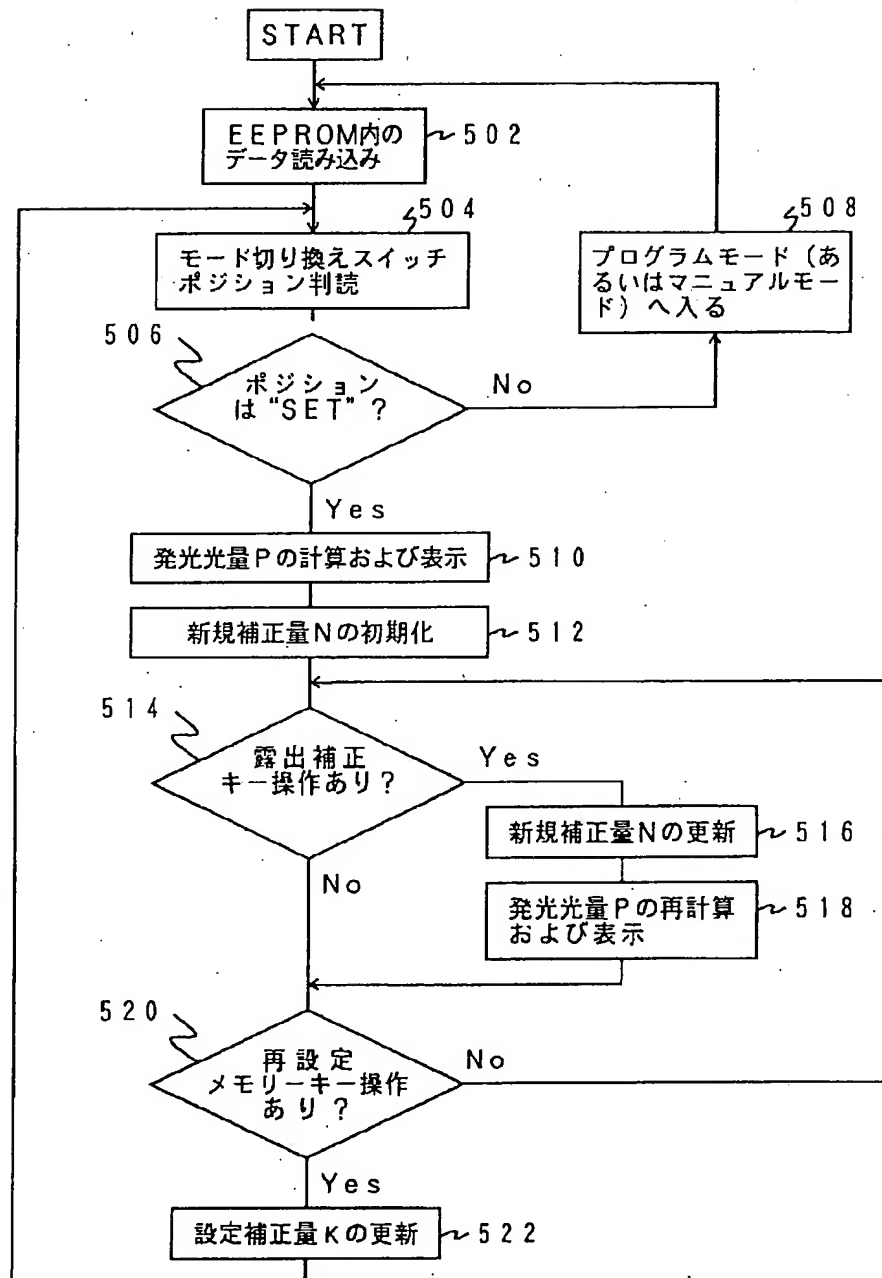 START
EEPROM内の
データ読み込み
502
504
モード切り換えスイッチ
ポジション判読
508
プログラムモード（あ
るいはマニュアルモー
ド）へ入る
506
ポジション
は“SET”？
No
Yes
発光光量Pの計算および表示
510
新規補正量Nの初期化
512
514
露出補正
キー操作あり？
Yes
新規補正量Nの更新
516
No
発光光量Pの再計算
および表示
518
520
再設定
メモリーキー操作
あり？
No
Yes
設定補正量Kの更新
522